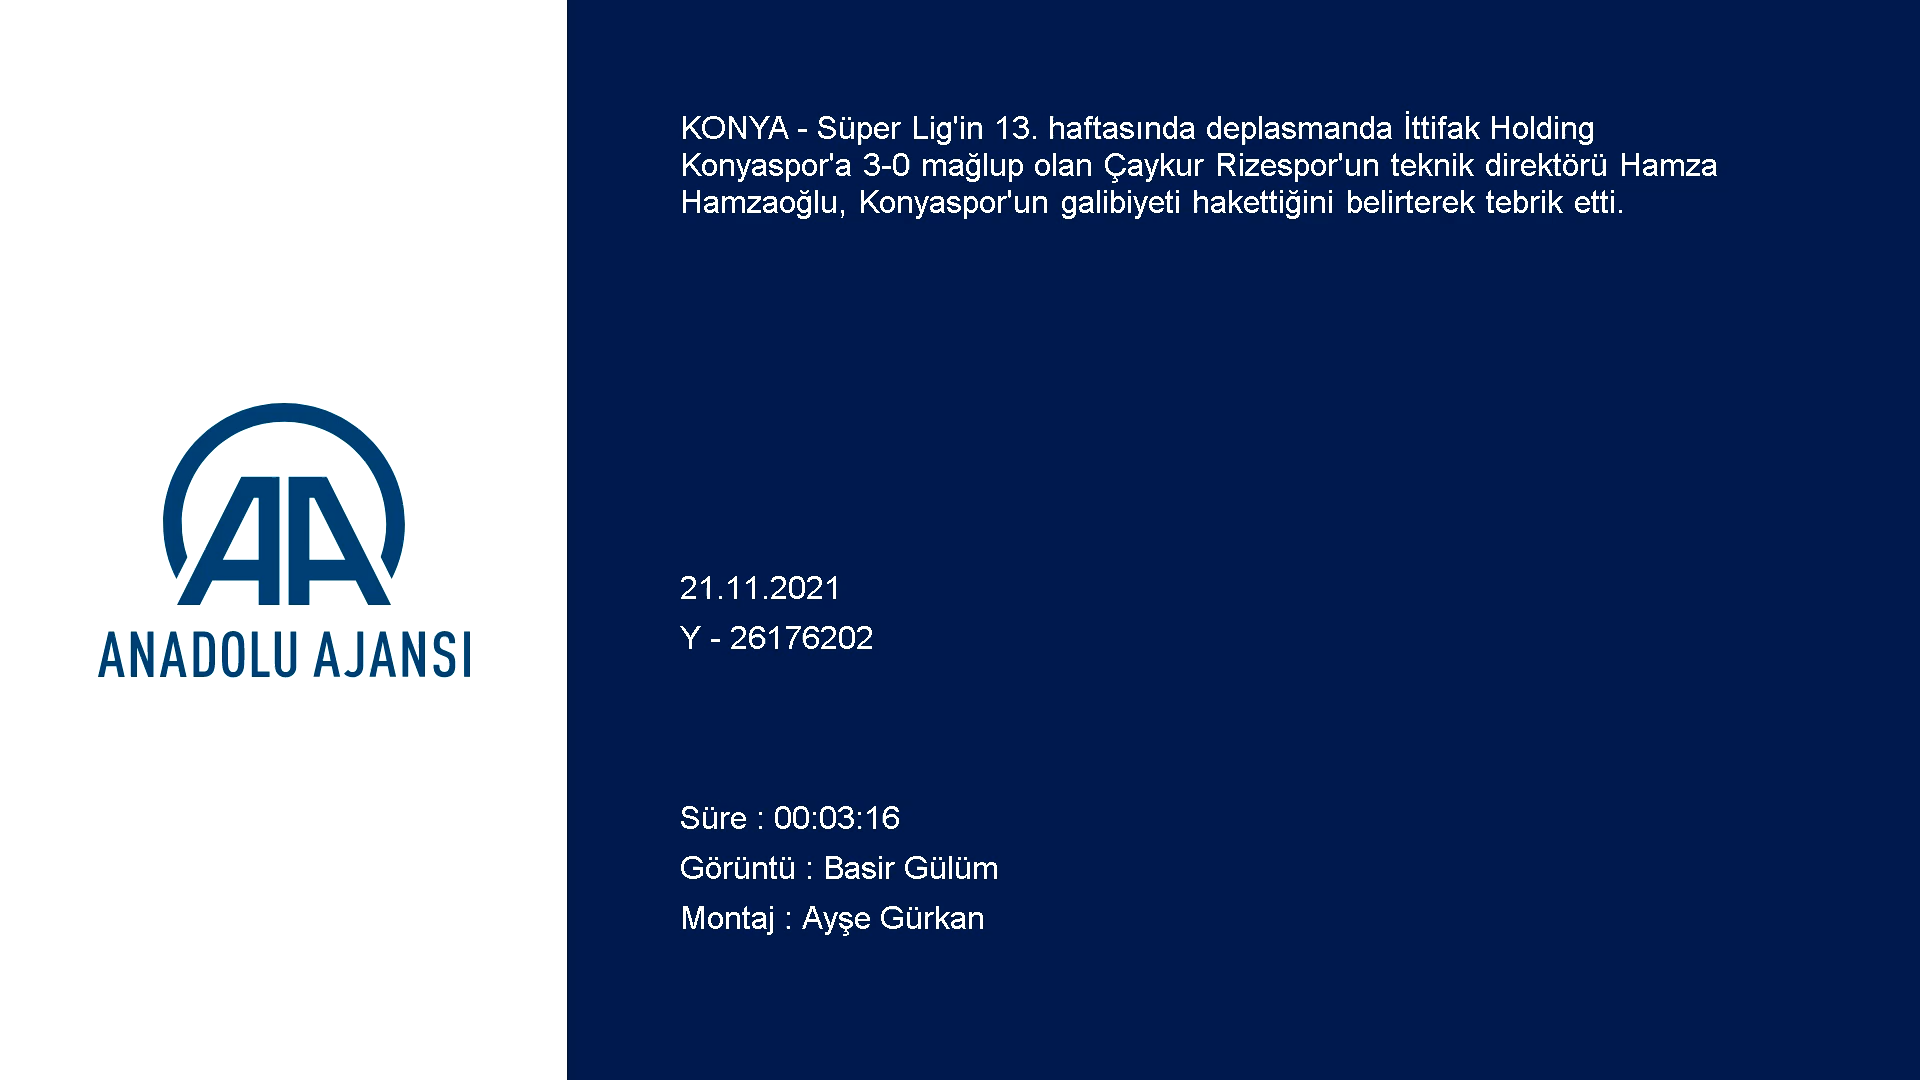 KONYA - Süper Lig'in 13. haftasında deplasmanda İttifak Holding
Konyaspor'a 3-0 mağlup olan Çaykur Rizespor'un teknik direktörü Hamza
Hamzaoğlu, Konyaspor'un galibiyeti hakettiğini belirterek tebrik etti.
AA
ANADOLU AJANSI
21.11.2021
Y - 26176202
Süre : 00:03:16
Görüntü : Basir Gülüm
Montaj : Ayşe Gürkan